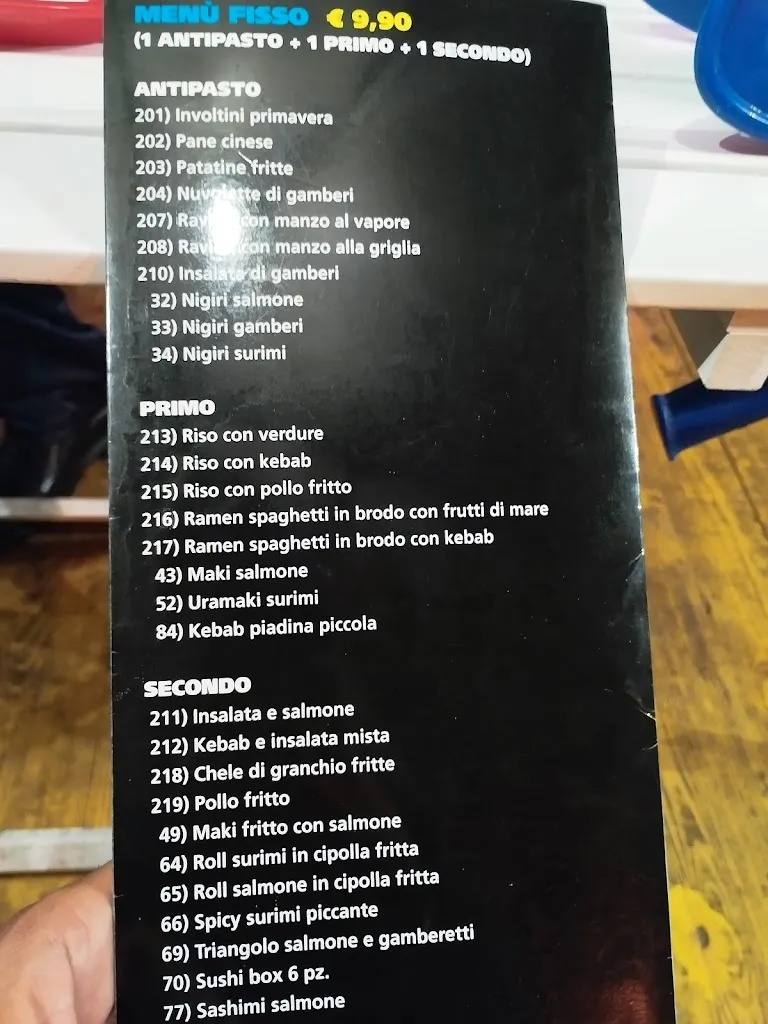 MENÙ FISSO € 9,90
(1 ANTIPASTO + 1 PRIMO + 1 SECONDO)
ANTIPASTO
201) Involtini primavera
202) Pane cinese
203) Patatine fritte
204) Nuvolette di gamberi
207) con manzo al vapore
208) con manzo alla griglia
210) Insalata di gamberi
32) Nigiri salmone
33) Nigiri gamberi
34) Nigiri surimi
PRIMO
213) Riso con verdure
214) Riso con kebab
215) Riso con pollo fritto
216) Ramen spaghetti in brodo con frutti di mare
217) Ramen spaghetti in brodo con kebab
43) Maki salmone
52) Uramaki surimi
84) Kebab piadina piccola
SECONDO
211) Insalata e salmone
212) Kebab e insalata mista
218) Chele di granchio fritte
219) Pollo fritto
49) Maki fritto con salmone
64) Roll surimi in cipolla fritta
65) Roll salmone in cipolla fritta
66) Spicy surimi piccante
69) Triangolo salmone e gamberetti
70) Sushi box 6 pz.
77) Sashimi salmone